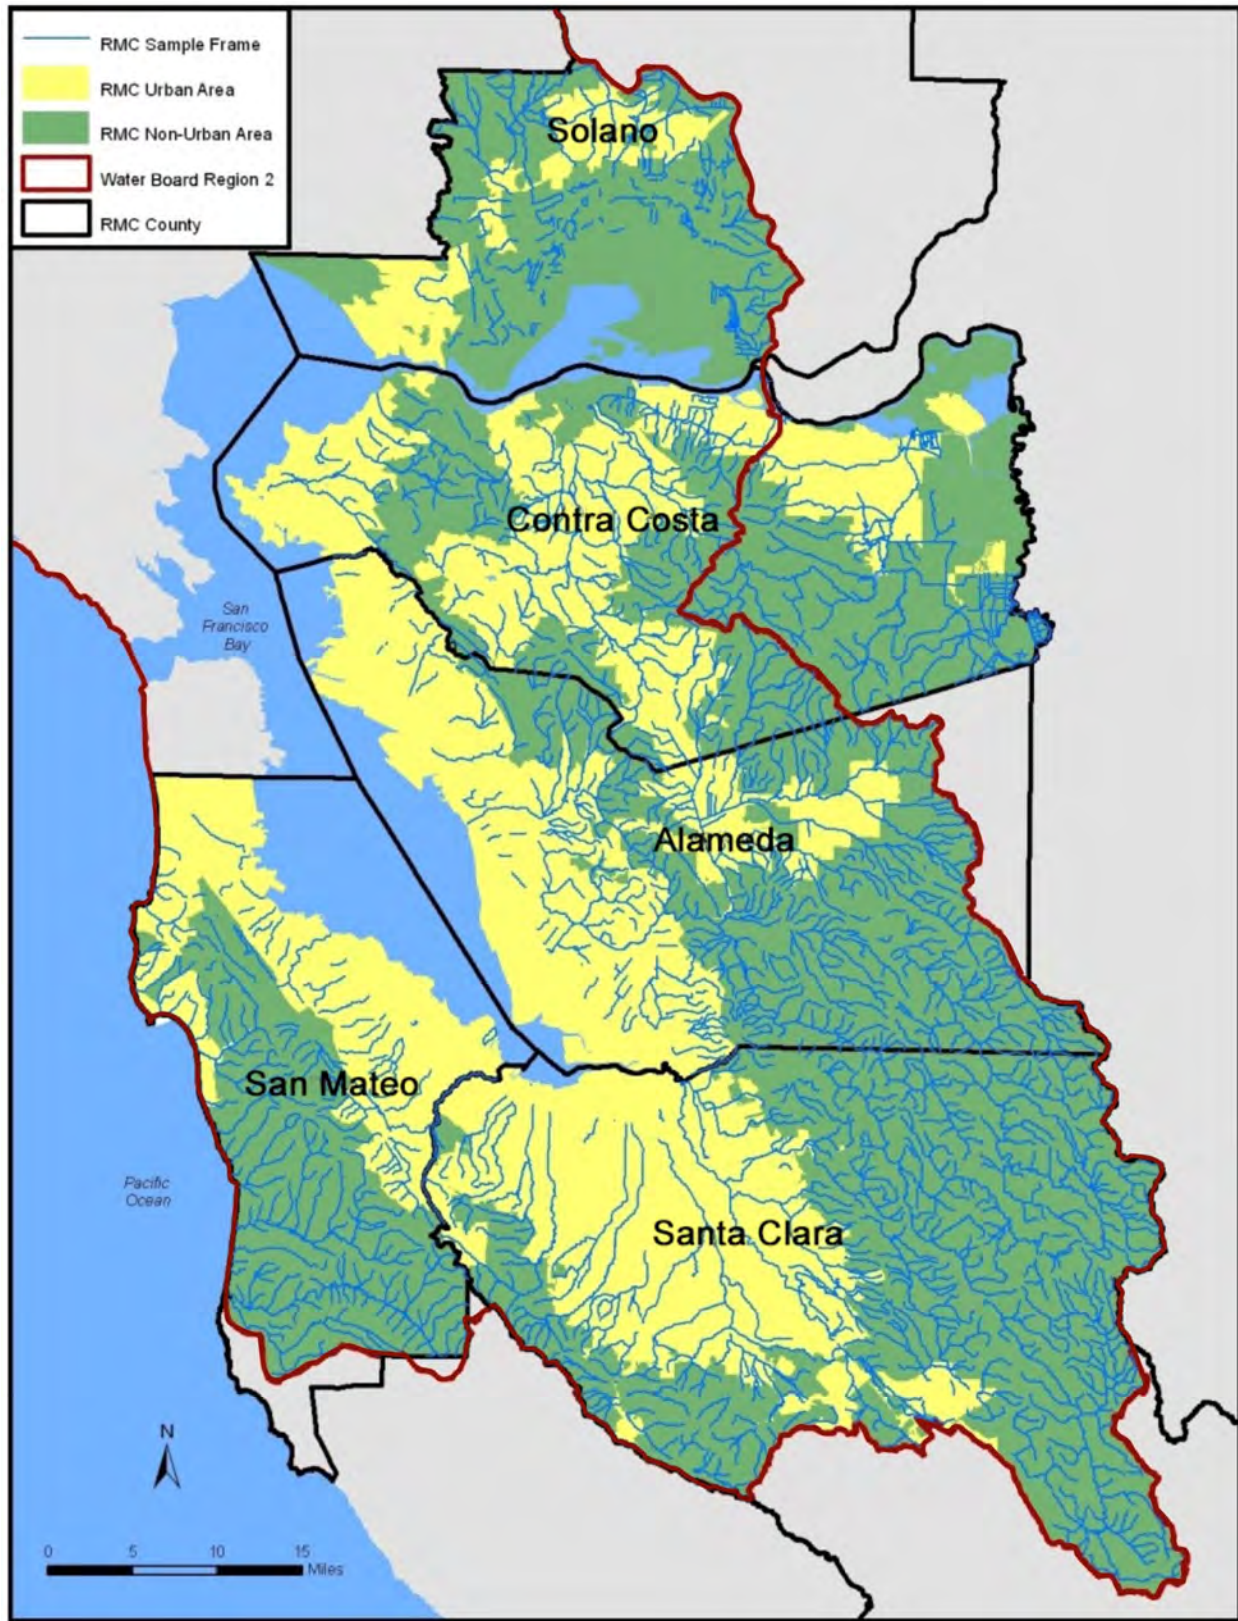 RMC Sample Frame
RMC Urban Area
RMC Non-Urban Area
Water Board Region 2
RMC County
Solano
Contra Costa
San
Francisco
Bay
Alameda
San Mateo
Pacific
Ocean
Santa Clara
N
0 5 10 15
Miles